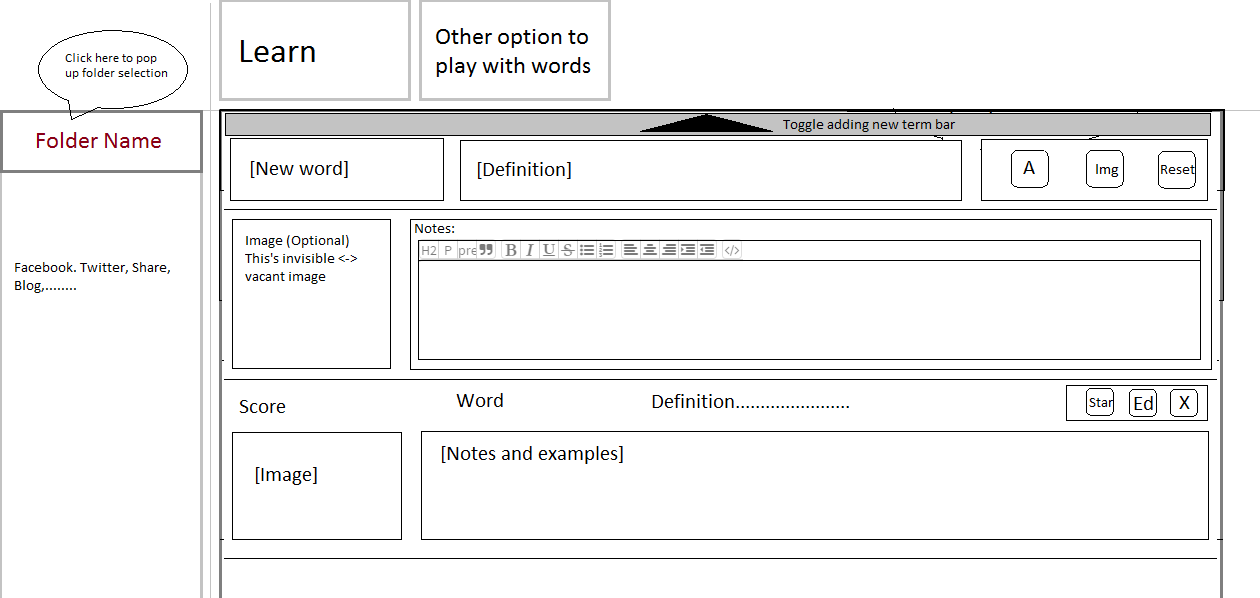 Click here to pop
up folder selection
Learn
Other option to
play with words
Folder Name
Toggle adding new term bar
[New word]
[Definition]
A
Img
Reset
Image (Optional)
This's invisible <->
vacant image
Notes:
H2 P pre ❞ B I U S </>
Facebook. Twitter, Share,
Blog,........
Score
Word
Definition.......................
Star
Ed
X
[Image]
[Notes and examples]